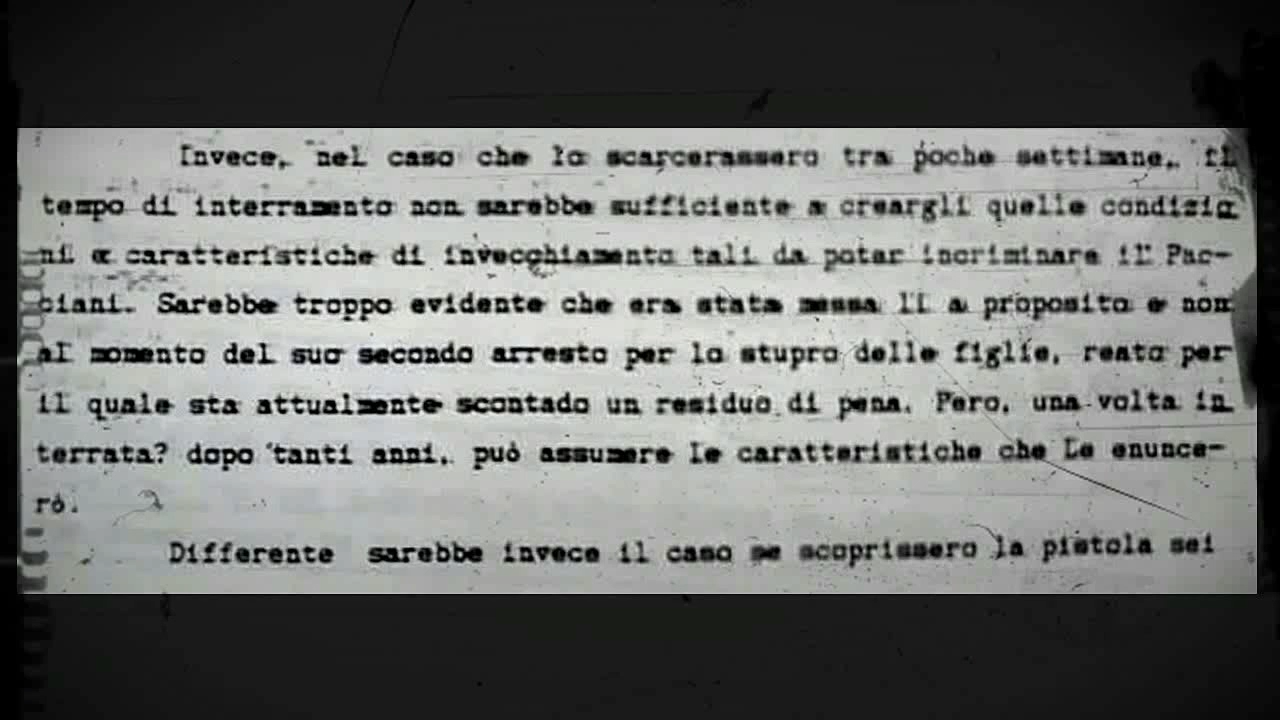 Invece, nel caso che lo scarcerassero tra poche settimane, il
tempo di interramento non sarebbe sufficiente a creargli quelle condizio
ni e caratteristiche di invecchiamento tali da poter incriminare il Pac-
ciani. Sarebbe troppo evidente che era stata messa lì a proposito e non
al momento del suo secondo arresto per lo stupro delle figlie, reato per
il quale sta attualmente scontado un residuo di pena. Pero, una volta in
terrata? dopo tanti anni, può assumere le caratteristiche che Le enunce-
rò.
Differente sarebbe invece il caso se scoprissero la pistola sei